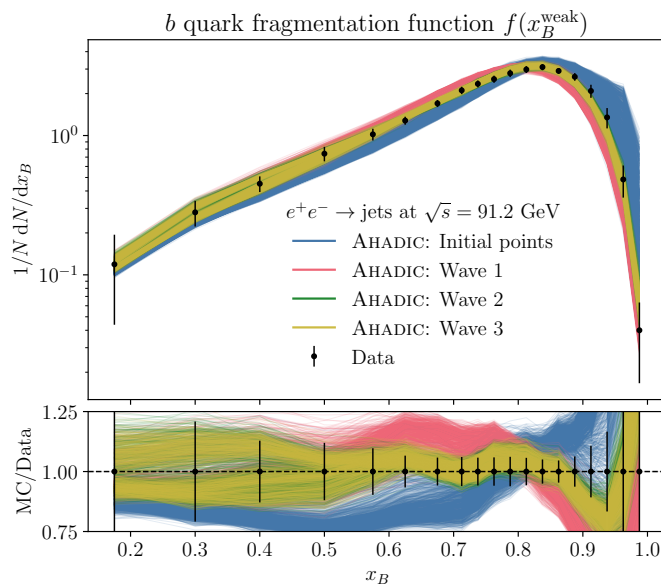 b quark fragmentation function f(x_B^weak)
1/N dN/dx_B
10^0
10^−1
e^+e^− → jets at √s = 91.2 GeV
AHADIC: Initial points
AHADIC: Wave 1
AHADIC: Wave 2
AHADIC: Wave 3
Data
MC/Data
1.25
1.00
0.75
0.2 0.3 0.4 0.5 0.6 0.7 0.8 0.9 1.0
x_B